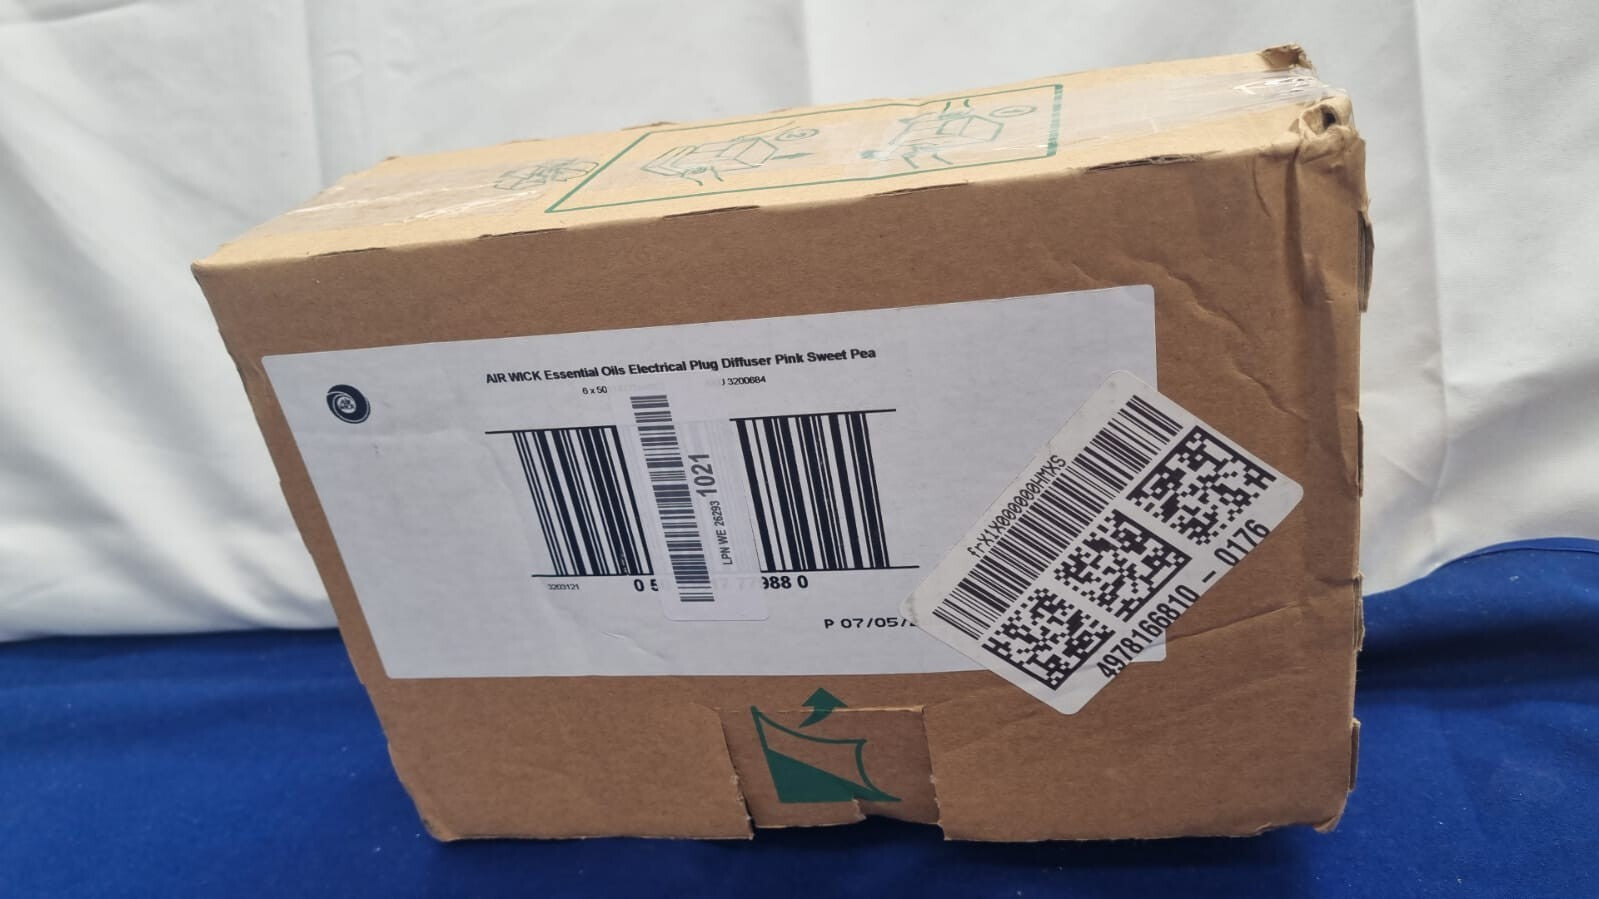 AIR WICK Essential Oils Electrical Plug Diffuser Pink Sweet Pea
6 x 50
3200684
LPN WE 26293 1021
3203121
988 0
P 07/05/
frX1X000000HMXS
4978166810 - 0176